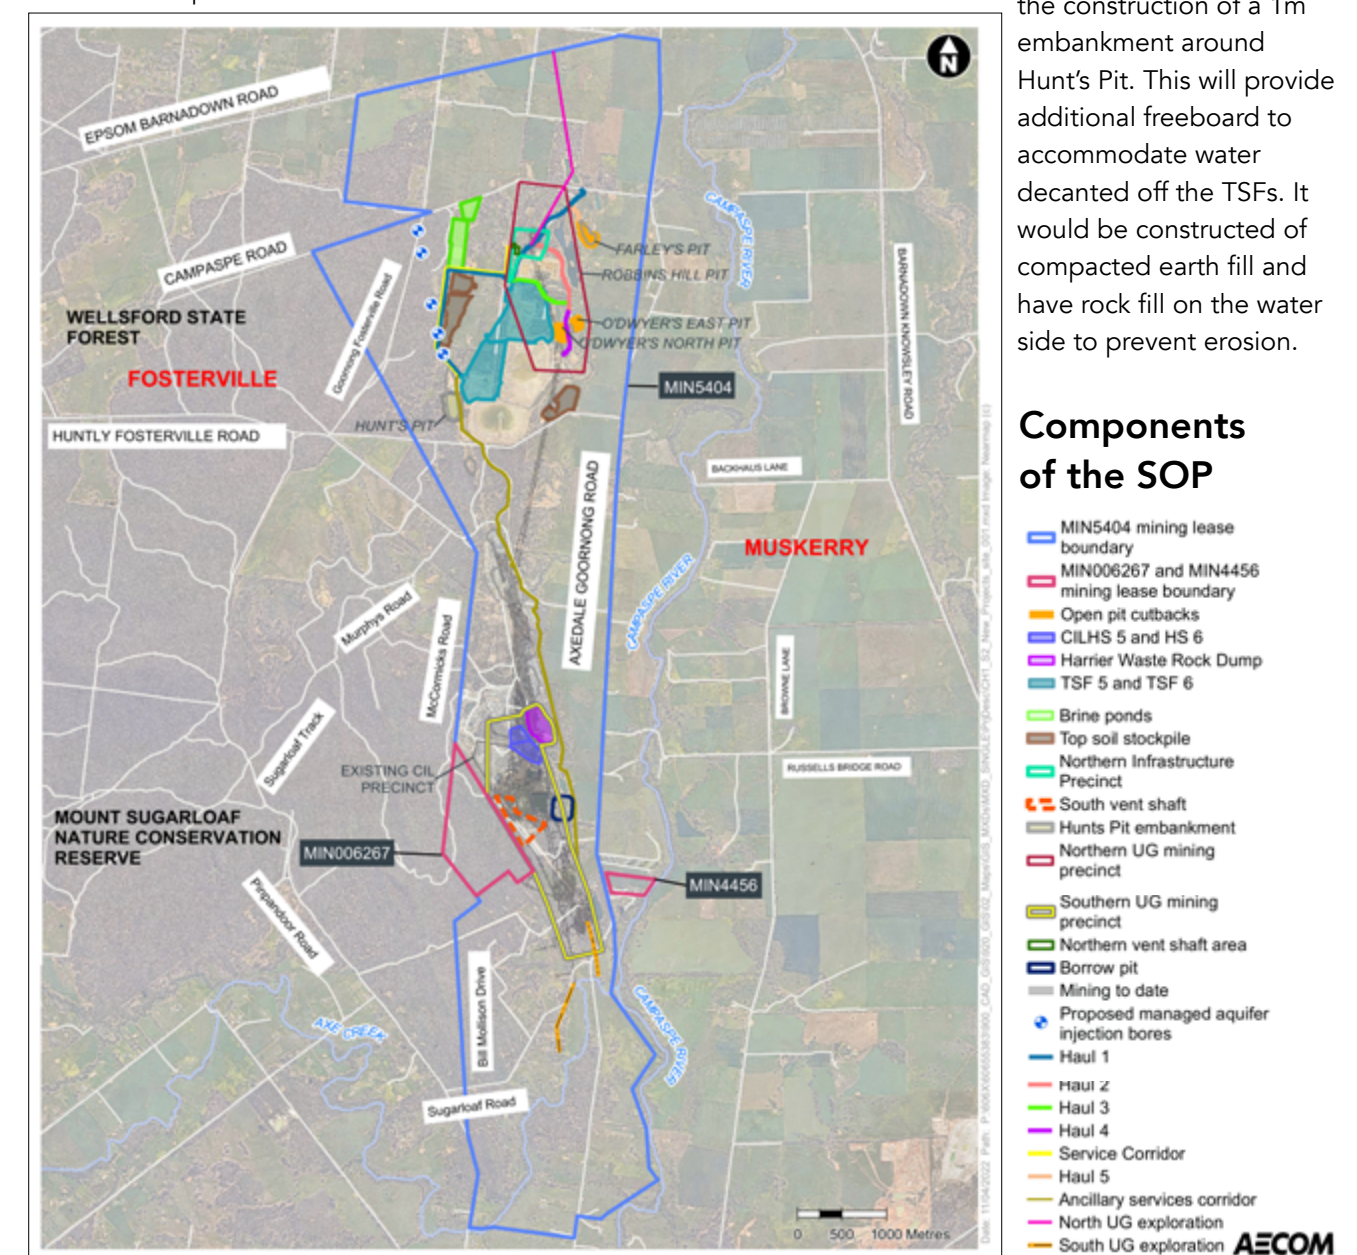 the construction of a 1m
embankment around
Hunt's Pit. This will provide
additional freeboard to
accommodate water
decanted off the TSFs. It
would be constructed of
compacted earth fill and
have rock fill on the water
side to prevent erosion.
Components
of the SOP
MIN5404 mining lease
boundary
MIN006267 and MIN4456
mining lease boundary
Open pit cutbacks
CILHS 5 and HS 6
Harrier Waste Rock Dump
TSF 5 and TSF 6
Brine ponds
Top soil stockpile
Northern Infrastructure
Precinct
South vent shaft
Hunts Pit embankment
Northern UG mining
precinct
Southern UG mining
precinct
Northern vent shaft area
Borrow pit
Mining to date
Proposed managed aquifer
injection bores
Haul 1
Haul 2
Haul 3
Haul 4
Service Corridor
Haul 5
Ancillary services corridor
North UG exploration
South UG exploration
AECOM
N
EPSOM BARNADOWN ROAD
CAMPASPE RIVER
CAMPASPE ROAD
FARLEY'S PIT
ROBBINS HILL PIT
BARNADOWN KNOWSLEY ROAD
Goornong Fosterville Road
WELLSFORD STATE
FOREST
O'DWYER'S EAST PIT
O'DWYER'S NORTH PIT
FOSTERVILLE
MIN5404
HUNT'S PIT
HUNTLY FOSTERVILLE ROAD
BACKHAUS LANE
AXEDALE GOORNONG ROAD
MUSKERRY
CAMPASPE RIVER
Murphys Road
McCormicks Road
BROWNE LANE
Sugarloaf Track
EXISTING CIL
PRECINCT
RUSSELLS BRIDGE ROAD
MOUNT SUGARLOAF
NATURE CONSERVATION
RESERVE
MIN006267
MIN4456
Pipandoor Road
Bill Mollison Drive
AXE CREEK
CAMPASPE RIVER
Sugarloaf Road
0 500 1000 Metres
Date: 11/04/2022 Path: